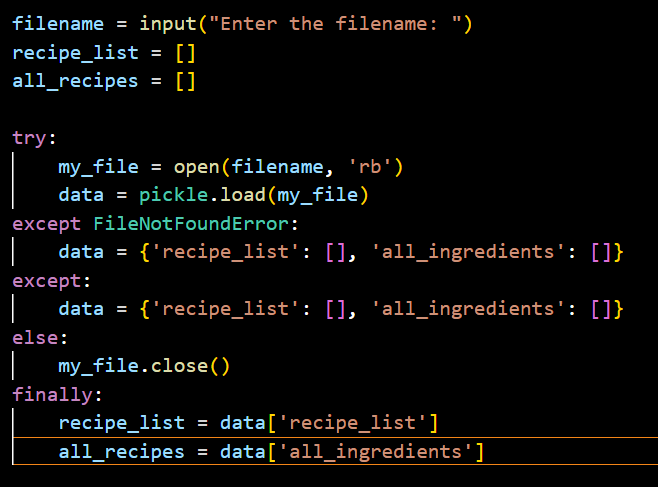 filename = input("Enter the filename: ")
recipe_list = []
all_recipes = []

try:
    my_file = open(filename, 'rb')
    data = pickle.load(my_file)
except FileNotFoundError:
    data = {'recipe_list': [], 'all_ingredients': []}
except:
    data = {'recipe_list': [], 'all_ingredients': []}
else:
    my_file.close()
finally:
    recipe_list = data['recipe_list']
    all_recipes = data['all_ingredients']